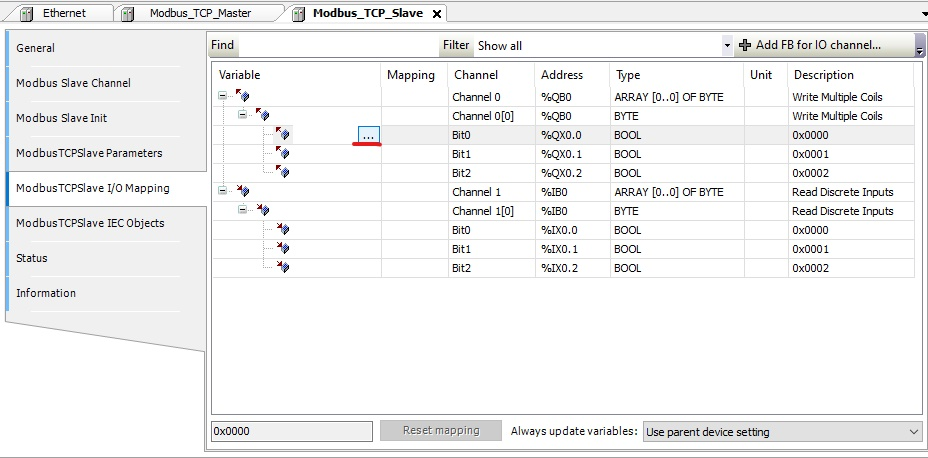 Ethernet Modbus_TCP_Master Modbus_TCP_Slave
General
Modbus Slave Channel
Modbus Slave Init
ModbusTCPSlave Parameters
ModbusTCPSlave I/O Mapping
ModbusTCPSlave IEC Objects
Status
Information
Find Filter Show all Add FB for IO channel...
Variable Mapping Channel Address Type Unit Description
Channel 0 %QB0 ARRAY [0..0] OF BYTE Write Multiple Coils
Channel 0[0] %QB0 BYTE Write Multiple Coils
... Bit0 %QX0.0 BOOL 0x0000
Bit1 %QX0.1 BOOL 0x0001
Bit2 %QX0.2 BOOL 0x0002
Channel 1 %IB0 ARRAY [0..0] OF BYTE Read Discrete Inputs
Channel 1[0] %IB0 BYTE Read Discrete Inputs
Bit0 %IX0.0 BOOL 0x0000
Bit1 %IX0.1 BOOL 0x0001
Bit2 %IX0.2 BOOL 0x0002
0x0000 Reset mapping Always update variables: Use parent device setting